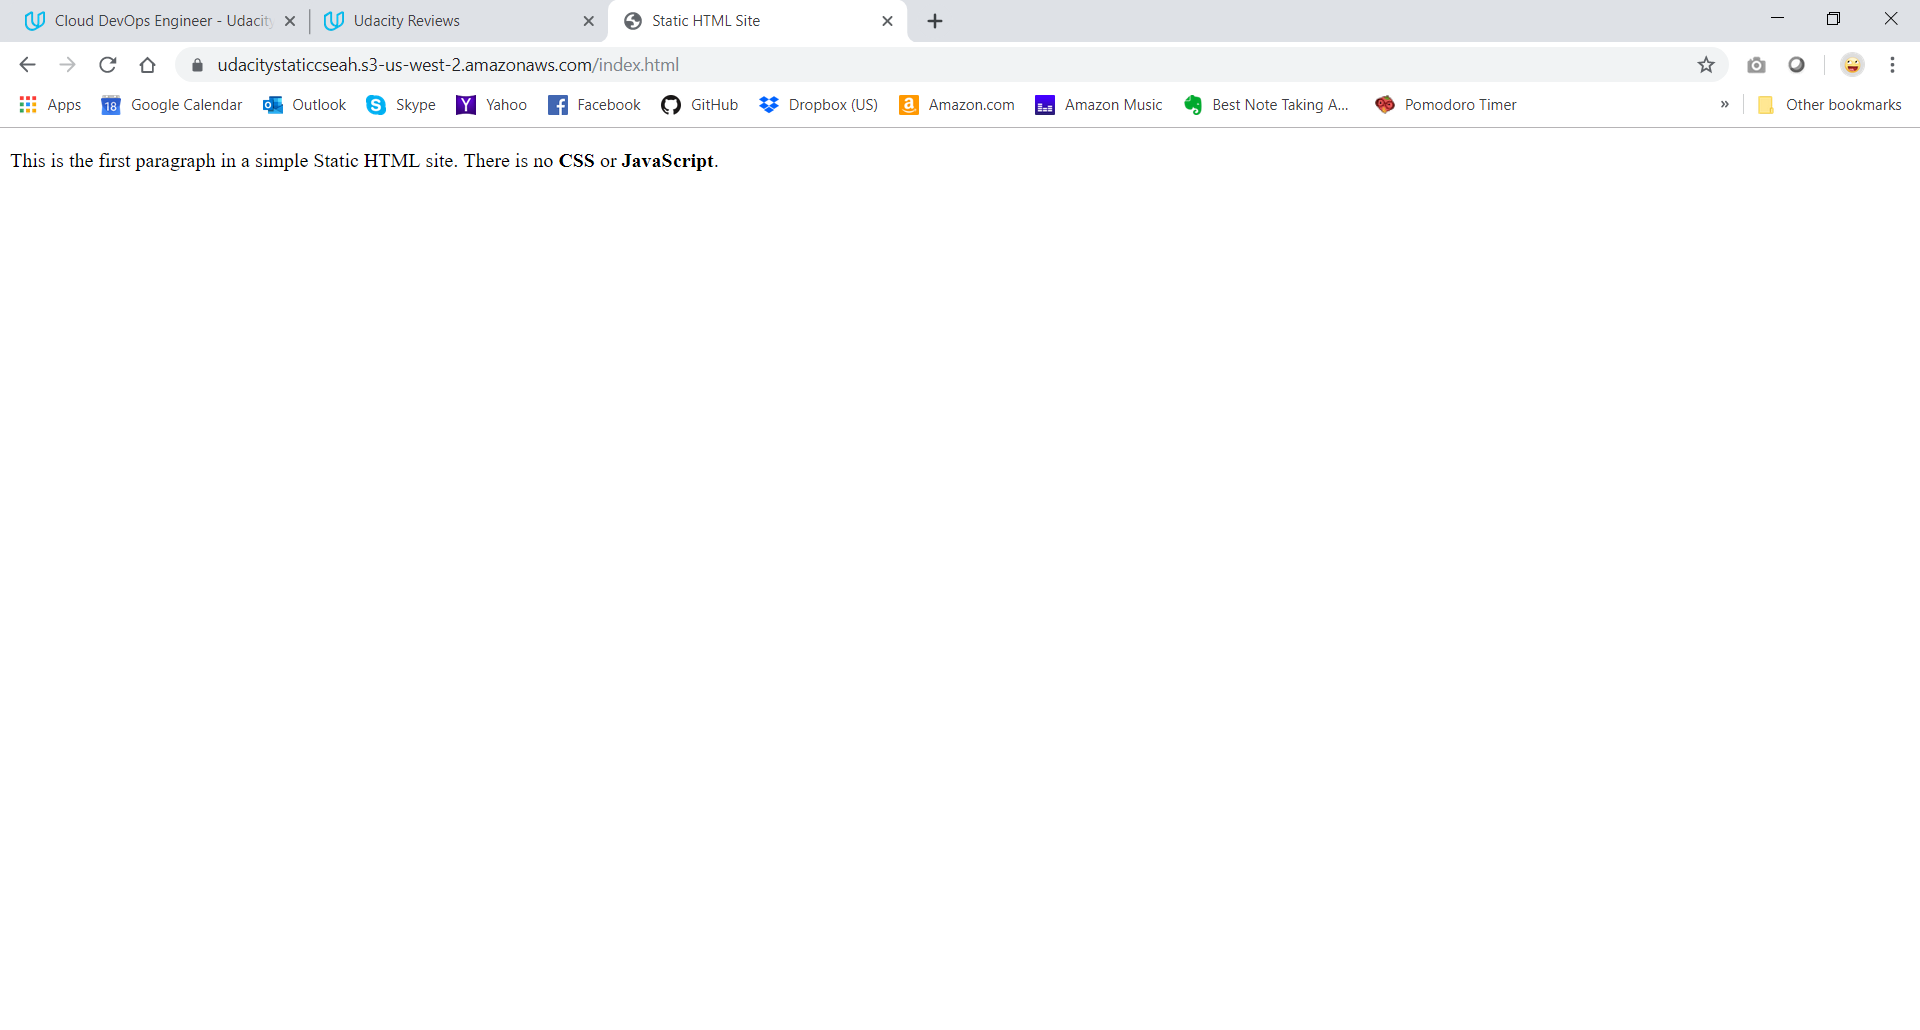 Cloud DevOps Engineer - Udacity
Udacity Reviews
Static HTML Site
udacitystaticcseah.s3-us-west-2.amazonaws.com/index.html
Apps 18 Google Calendar Outlook S Skype Y Yahoo Facebook GitHub Dropbox (US) a Amazon.com Amazon Music Best Note Taking A... Pomodoro Timer » Other bookmarks
This is the first paragraph in a simple Static HTML site. There is no CSS or JavaScript.